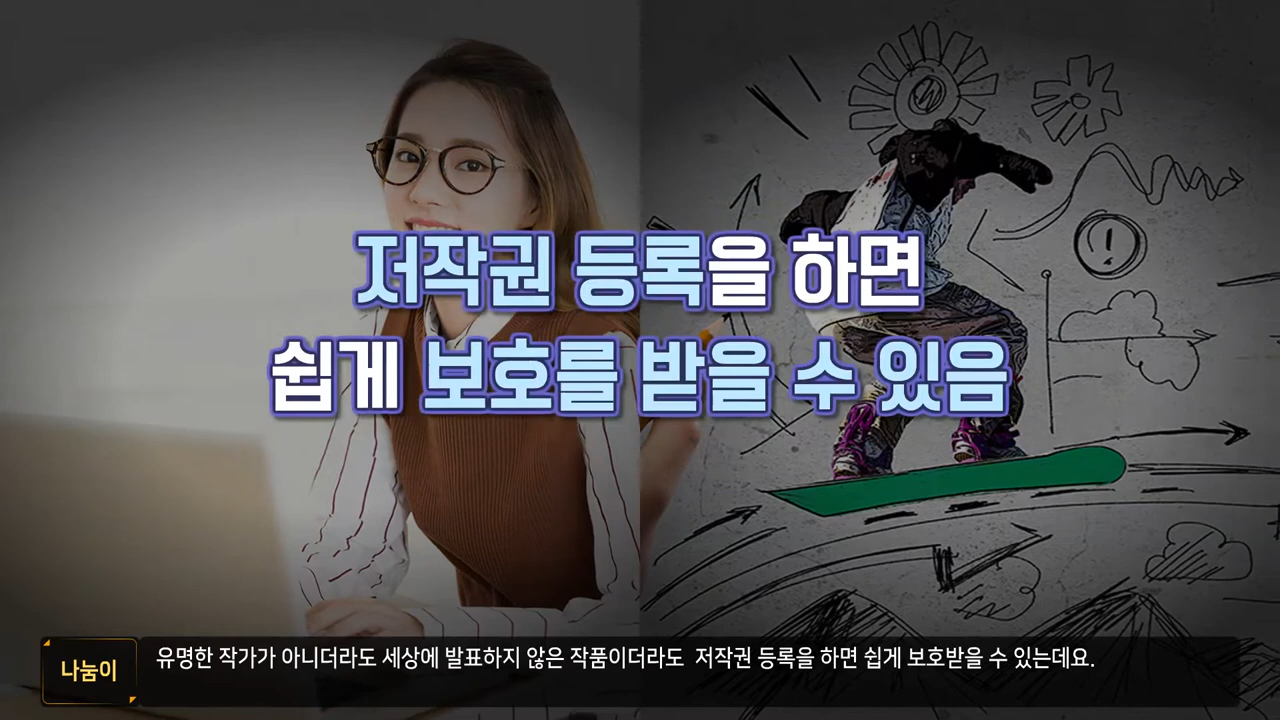 저작권 등록을 하면
쉽게 보호를 받을 수 있음
나눔이
유명한 작가가 아니더라도 세상에 발표하지 않은 작품이더라도 저작권 등록을 하면 쉽게 보호받을 수 있는데요.